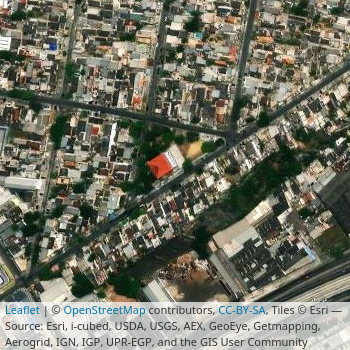 Leaflet | © OpenStreetMap contributors, CC-BY-SA, Tiles © Esri —
Source: Esri, i-cubed, USDA, USGS, AEX, GeoEye, Getmapping,
Aerogrid, IGN, IGP, UPR-EGP, and the GIS User Community